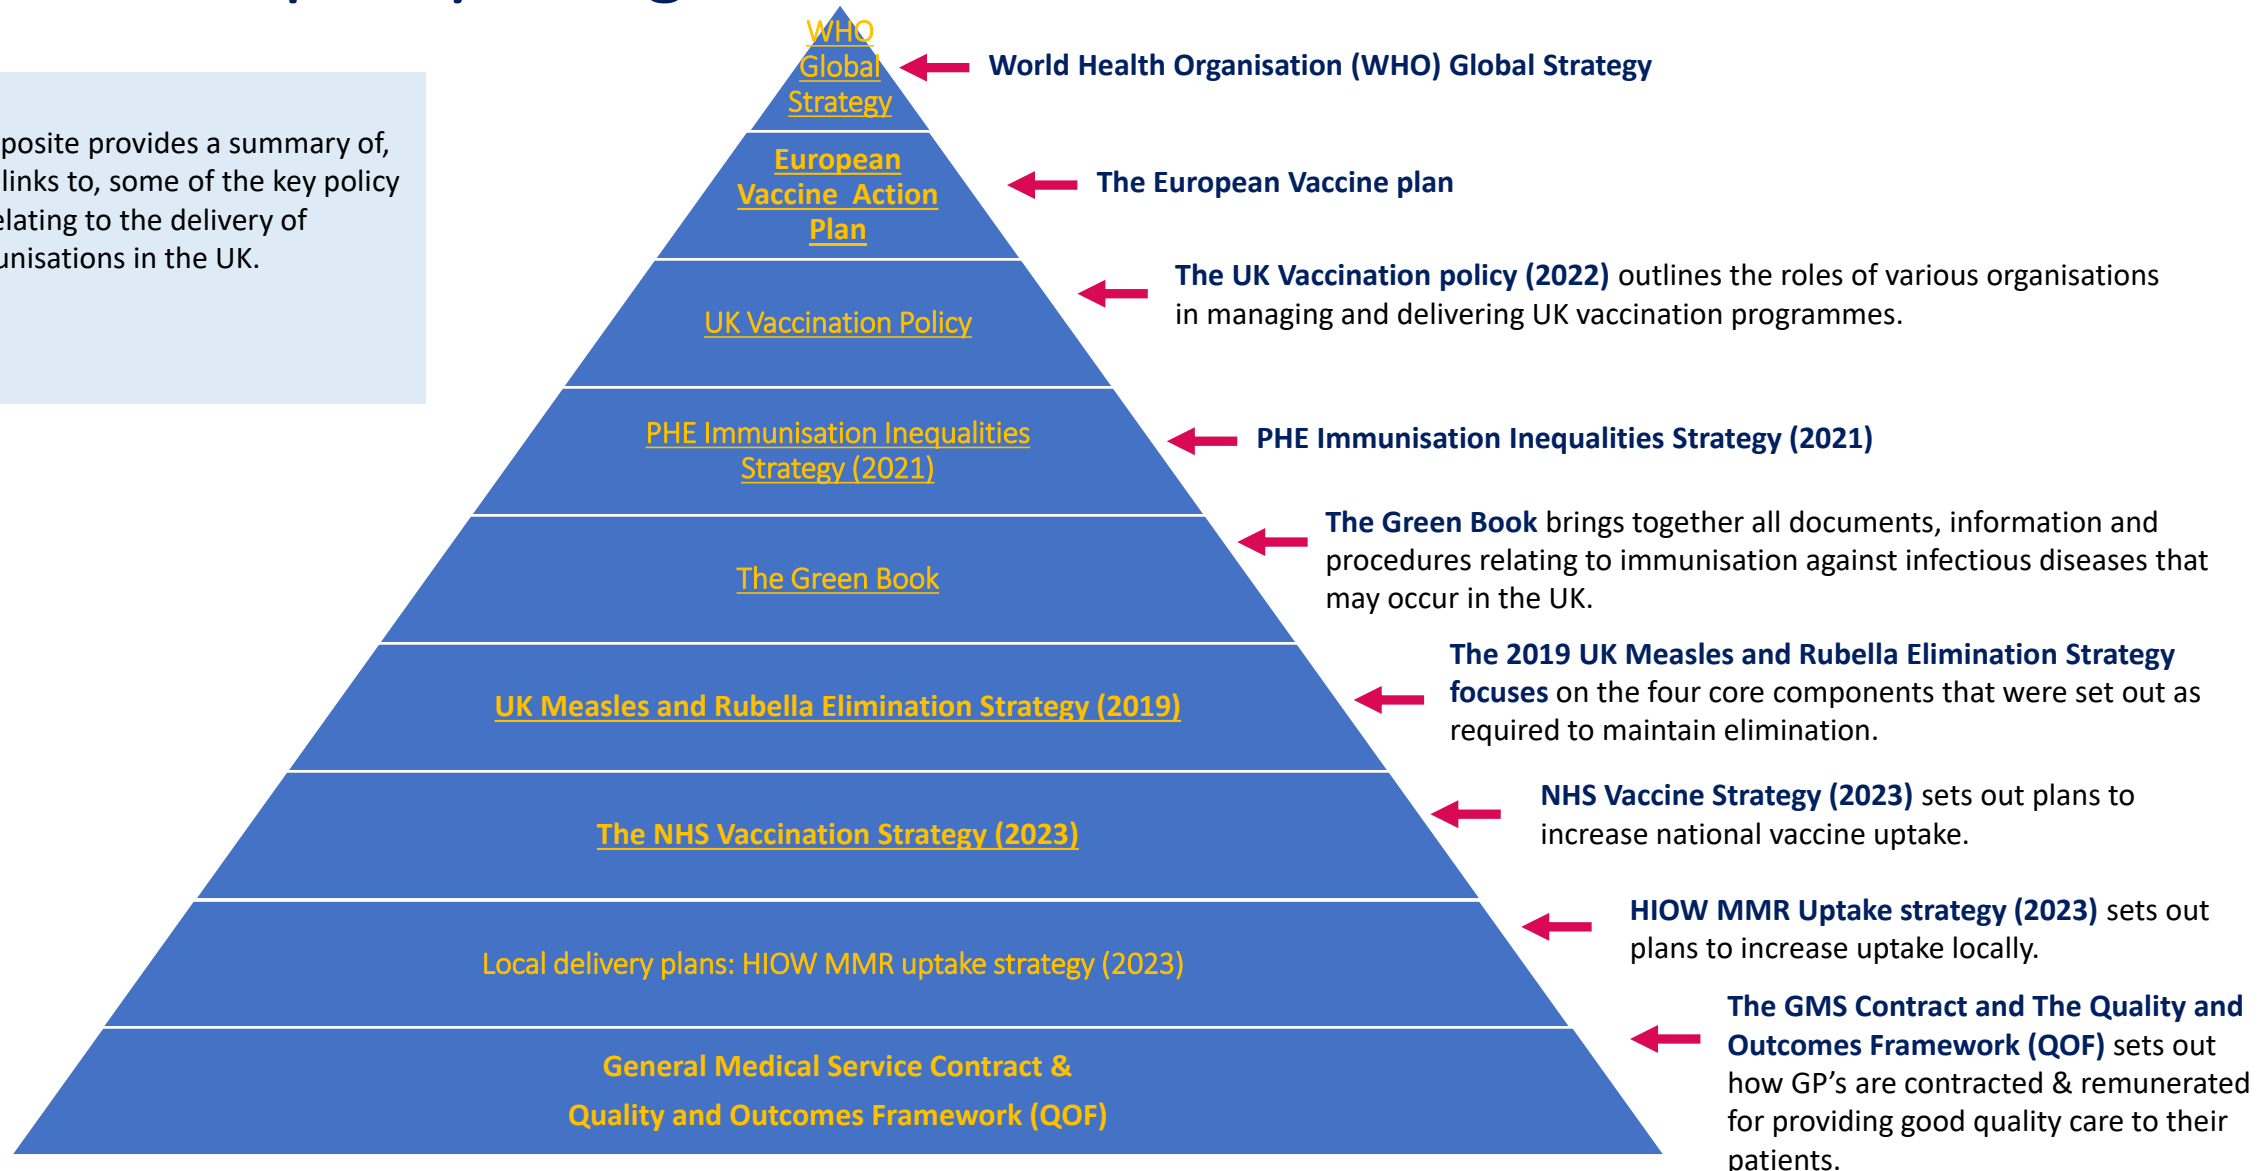 WHO
Global
Strategy
World Health Organisation (WHO) Global Strategy
posite provides a summary of,
links to, some of the key policy
elating to the delivery of
unisations in the UK.
European
Vaccine Action
Plan
The European Vaccine plan
UK Vaccination Policy
The UK Vaccination policy (2022) outlines the roles of various organisations
in managing and delivering UK vaccination programmes.
PHE Immunisation Inequalities
Strategy (2021)
PHE Immunisation Inequalities Strategy (2021)
The Green Book
The Green Book brings together all documents, information and
procedures relating to immunisation against infectious diseases that
may occur in the UK.
UK Measles and Rubella Elimination Strategy (2019)
The 2019 UK Measles and Rubella Elimination Strategy
focuses on the four core components that were set out as
required to maintain elimination.
The NHS Vaccination Strategy (2023)
NHS Vaccine Strategy (2023) sets out plans to
increase national vaccine uptake.
Local delivery plans: HIOW MMR uptake strategy (2023)
HIOW MMR Uptake strategy (2023) sets out
plans to increase uptake locally.
General Medical Service Contract &
Quality and Outcomes Framework (QOF)
The GMS Contract and The Quality and
Outcomes Framework (QOF) sets out
how GP's are contracted & remunerated
for providing good quality care to their
patients.